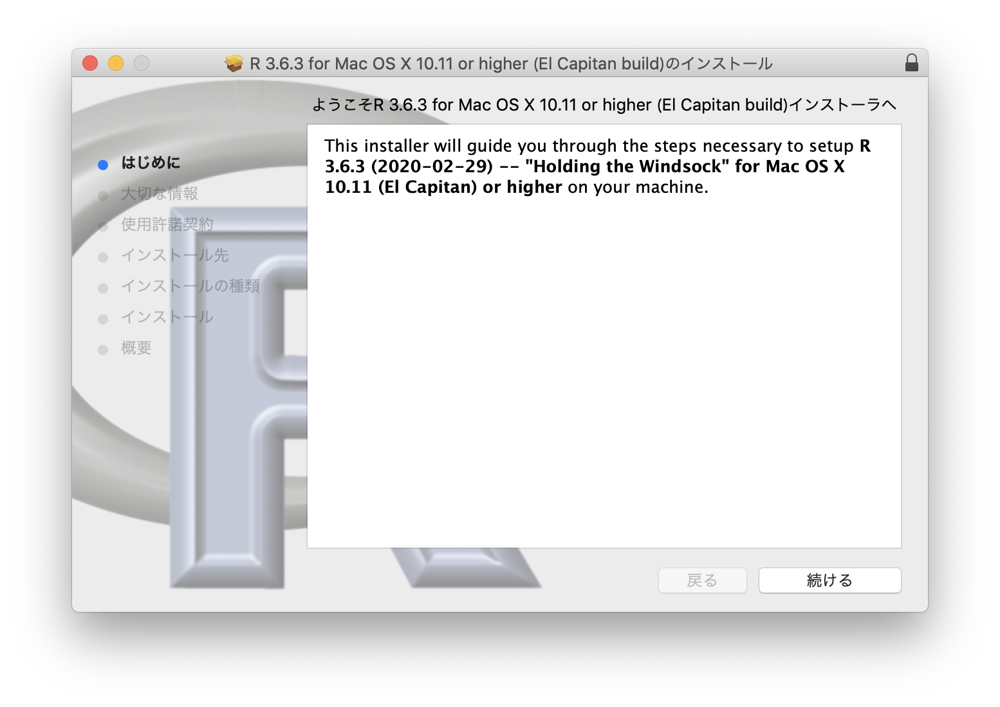 R 3.6.3 for Mac OS X 10.11 or higher (El Capitan build)のインストール
ようこそR 3.6.3 for Mac OS X 10.11 or higher (El Capitan build)インストーラへ
はじめに
大切な情報
使用許諾契約
インストール先
インストールの種類
インストール
概要
This installer will guide you through the steps necessary to setup R
3.6.3 (2020-02-29) -- "Holding the Windsock" for Mac OS X
10.11 (El Capitan) or higher on your machine.
戻る
続ける